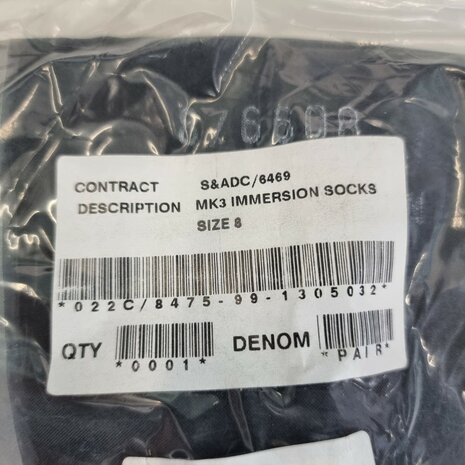 CONTRACT S&ADC/6469
DESCRIPTION MK3 IMMERSION SOCKS
SIZE 8
*022C/8475-99-1305032*
QTY *0001* DENOM *PAIR*